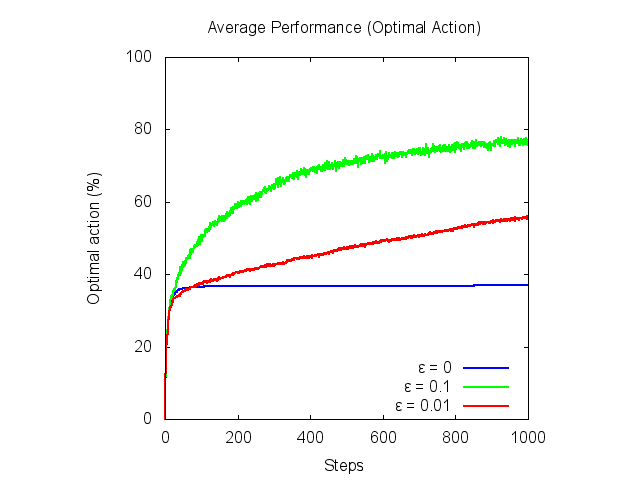 Average Performance (Optimal Action)
100
80
60
40
20
0
Optimal action (%)
0 200 400 600 800 1000
Steps
ε = 0
ε = 0.1
ε = 0.01